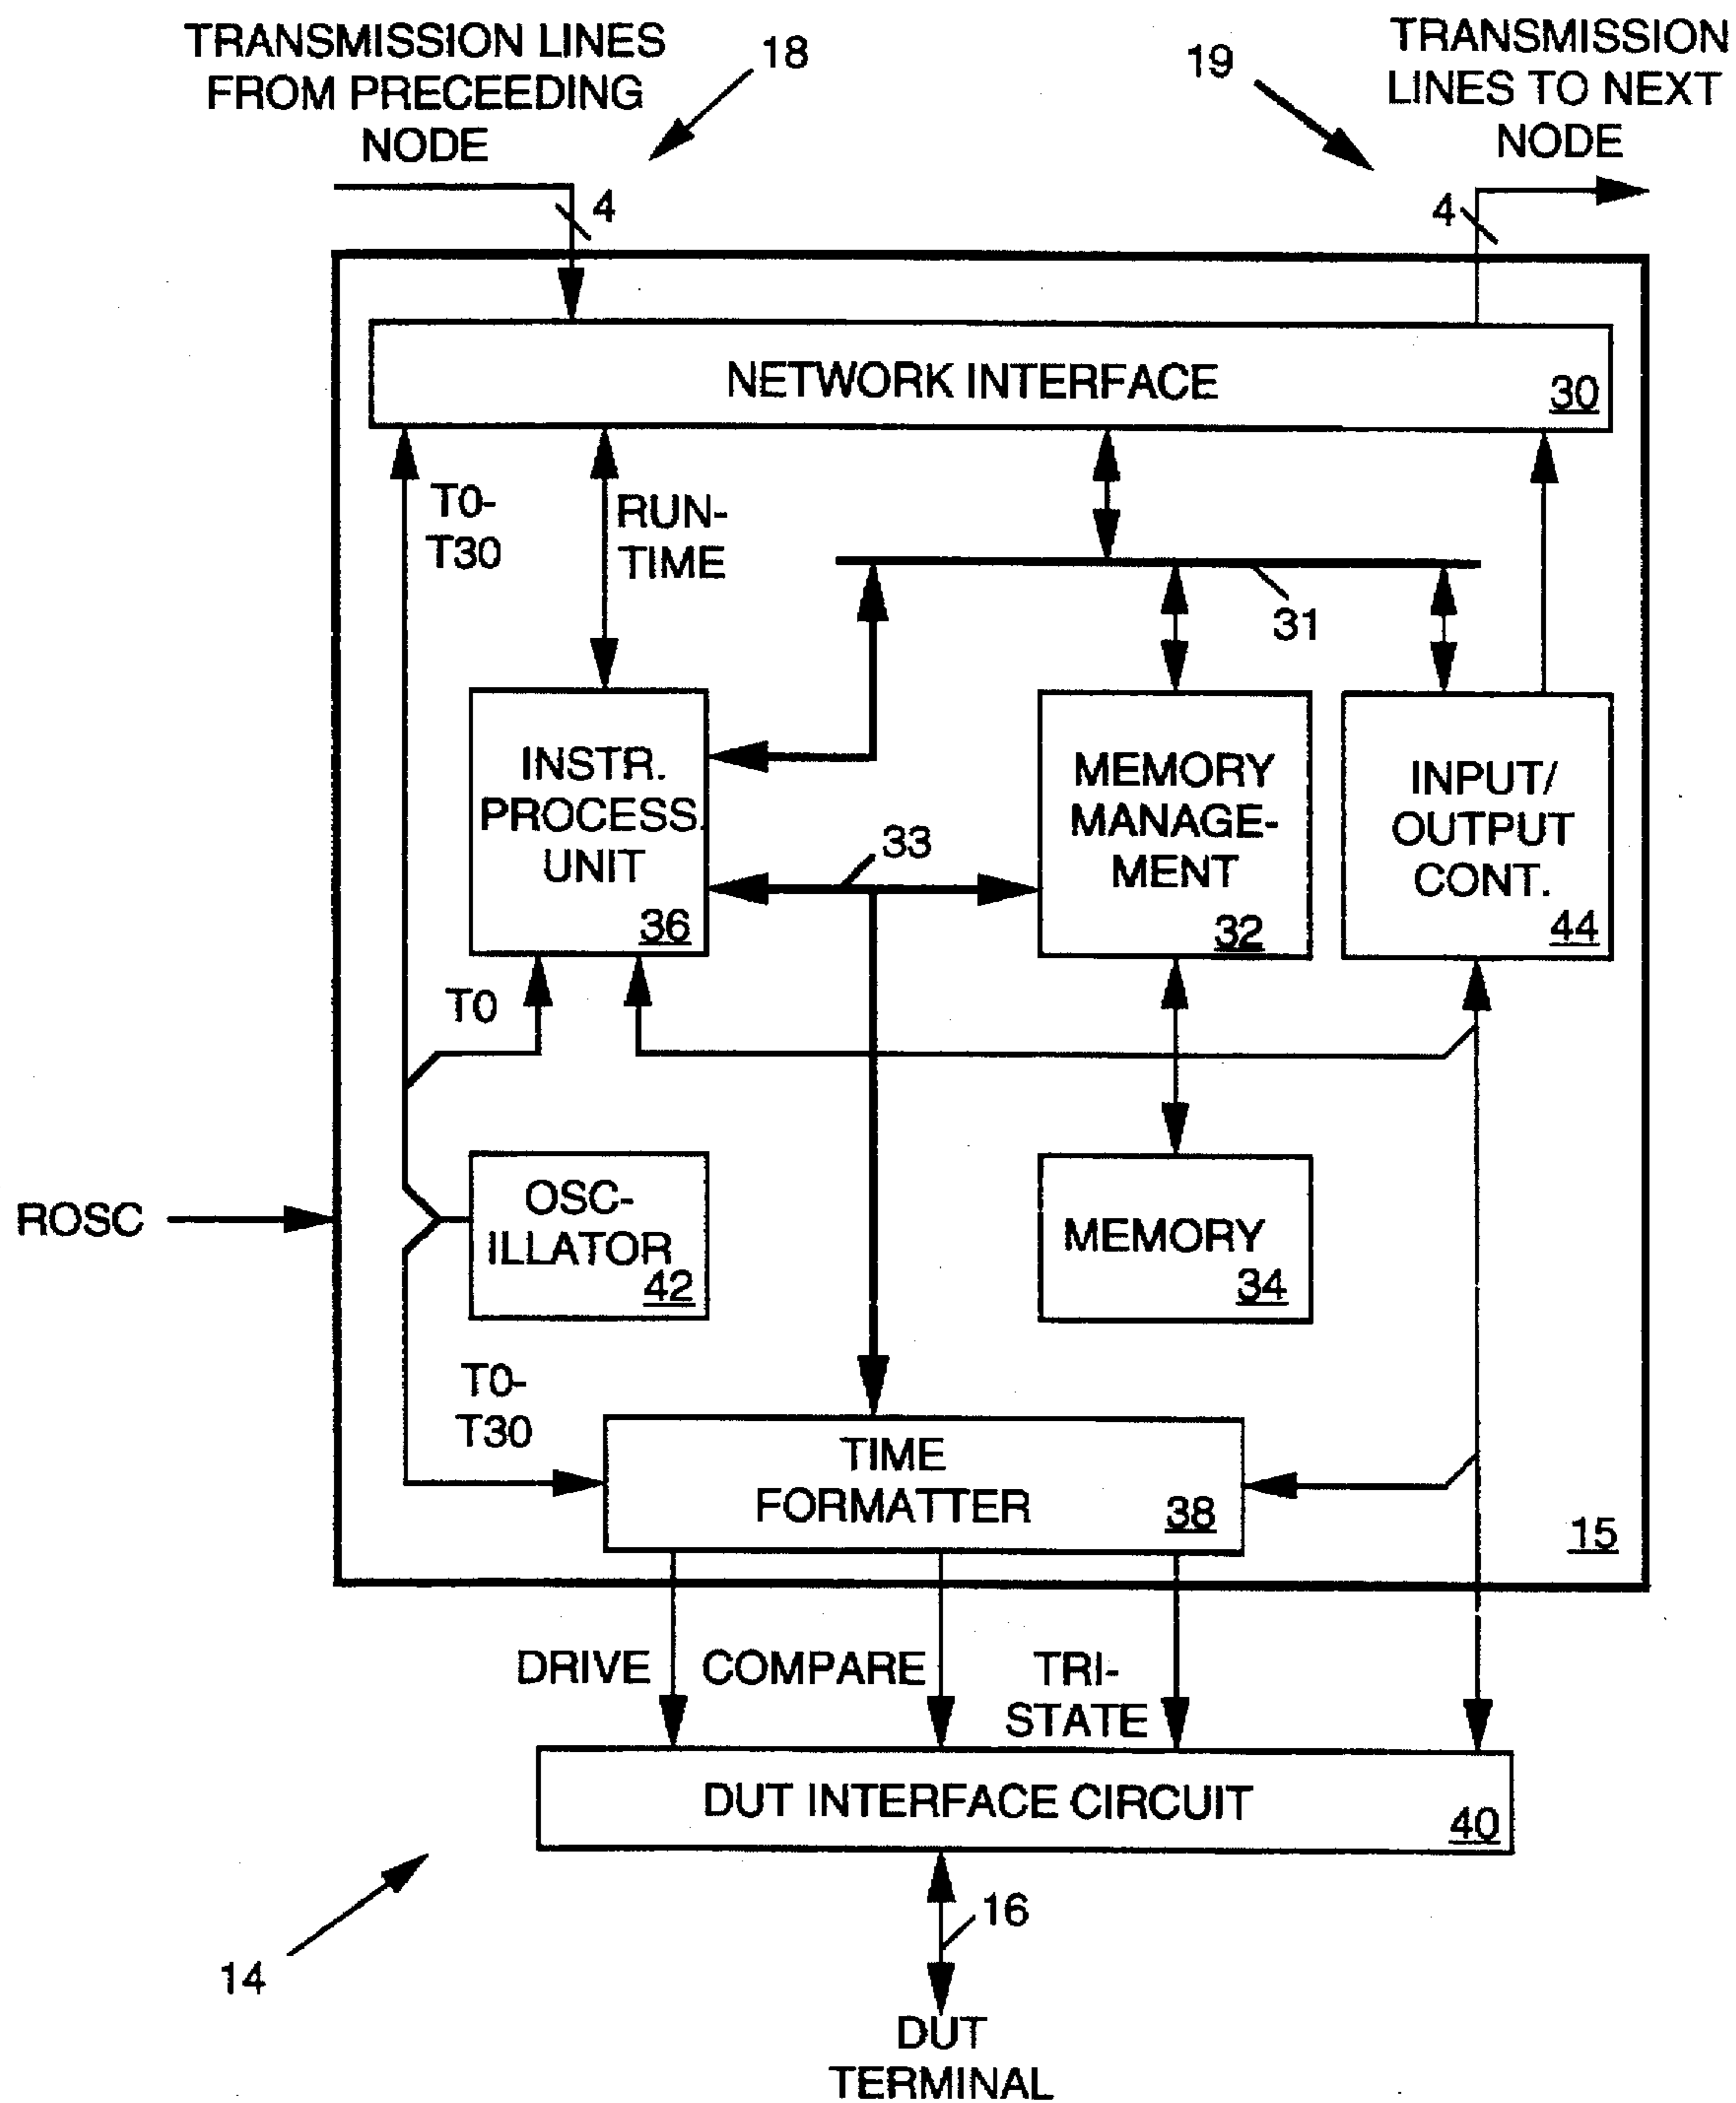 TRANSMISSION LINES
FROM PRECEEDING
NODE
18
19
TRANSMISSION
LINES TO NEXT
NODE
4
4
NETWORK INTERFACE
30
T0-
T30
RUN-
TIME
31
INSTR.
PROCESS.
UNIT
36
33
MEMORY
MANAGE-
MENT
32
INPUT/
OUTPUT
CONT.
44
T0
ROSC
OSC-
ILLATOR
42
MEMORY
34
T0-
T30
TIME
FORMATTER
38
15
DRIVE
COMPARE
TRI-
STATE
DUT INTERFACE CIRCUIT
40
14
16
DUT
TERMINAL